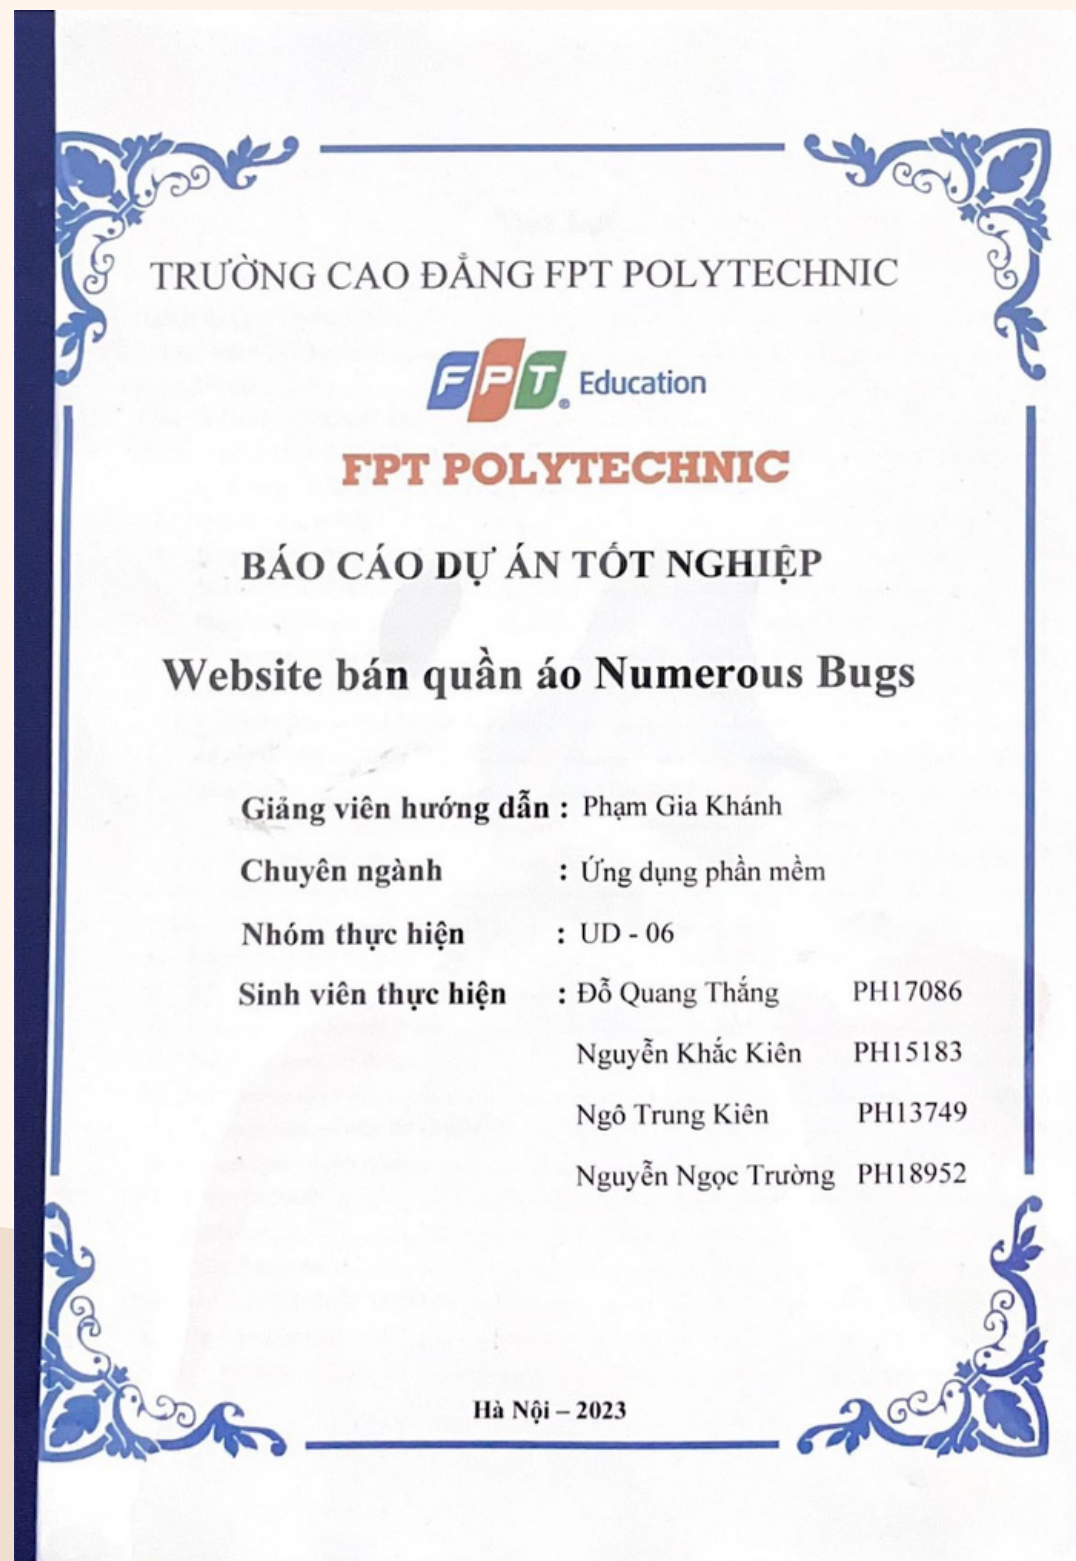 TRƯỜNG CAO ĐẲNG FPT POLYTECHNIC
FPT Education
FPT POLYTECHNIC
BÁO CÁO DỰ ÁN TỐT NGHIỆP
Website bán quần áo Numerous Bugs
Giảng viên hướng dẫn : Phạm Gia Khánh
Chuyên ngành : Ứng dụng phần mềm
Nhóm thực hiện : UD - 06
Sinh viên thực hiện : Đỗ Quang Thắng PH17086
Nguyễn Khắc Kiên PH15183
Ngô Trung Kiên PH13749
Nguyễn Ngọc Trường PH18952
Hà Nội – 2023